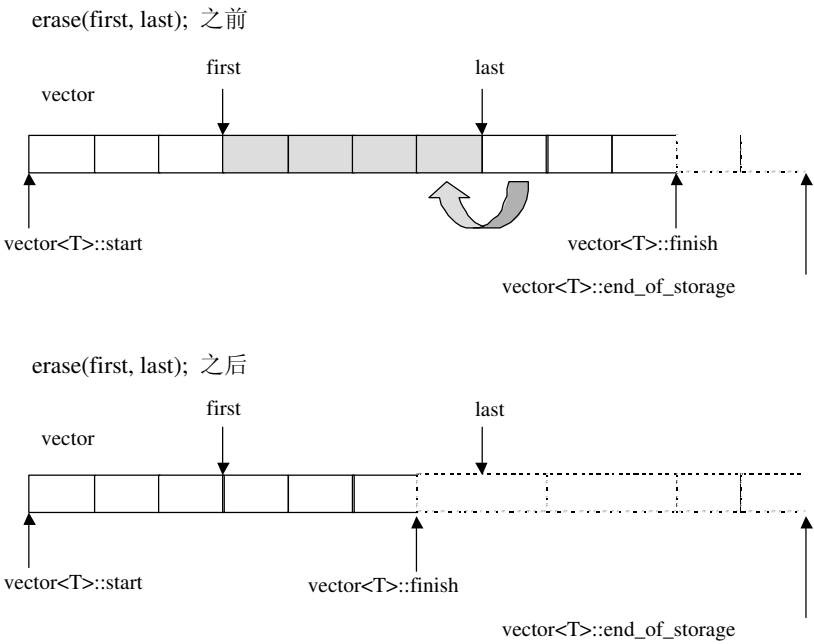 erase(first, last); 之前
first
last
vector
vector<T>::start
vector<T>::finish
vector<T>::end_of_storage
erase(first, last); 之后
first
last
vector
vector<T>::start
vector<T>::finish
vector<T>::end_of_storage